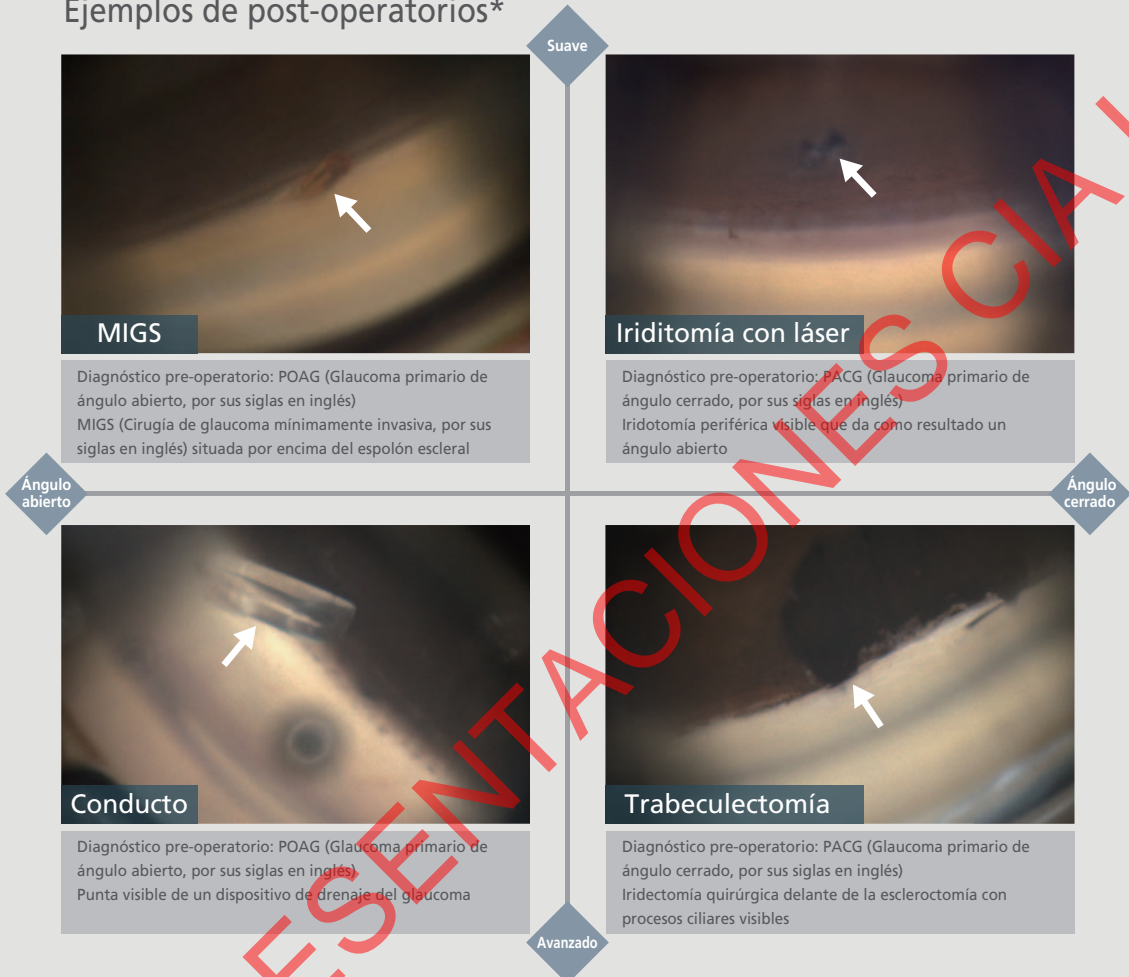 Ejemplos de post-operatorios*
Suave
MIGS
Iriditomía con láser
Diagnóstico pre-operatorio: POAG (Glaucoma primario de
ángulo abierto, por sus siglas en inglés)
MIGS (Cirugía de glaucoma mínimamente invasiva, por sus
siglas en inglés) situada por encima del espolón escleral
Diagnóstico pre-operatorio: PACG (Glaucoma primario de
ángulo cerrado, por sus siglas en inglés)
Iridotomía periférica visible que da como resultado un
ángulo abierto
Ángulo
abierto
Ángulo
cerrado
Conducto
Trabeculectomía
Diagnóstico pre-operatorio: POAG (Glaucoma primario de
ángulo abierto, por sus siglas en inglés)
Punta visible de un dispositivo de drenaje del glaucoma
Diagnóstico pre-operatorio: PACG (Glaucoma primario de
ángulo cerrado, por sus siglas en inglés)
Iridectomía quirúrgica delante de laescleroctomía con
procesos ciliares visibles
Avanzado
ESENTACIONES CIA